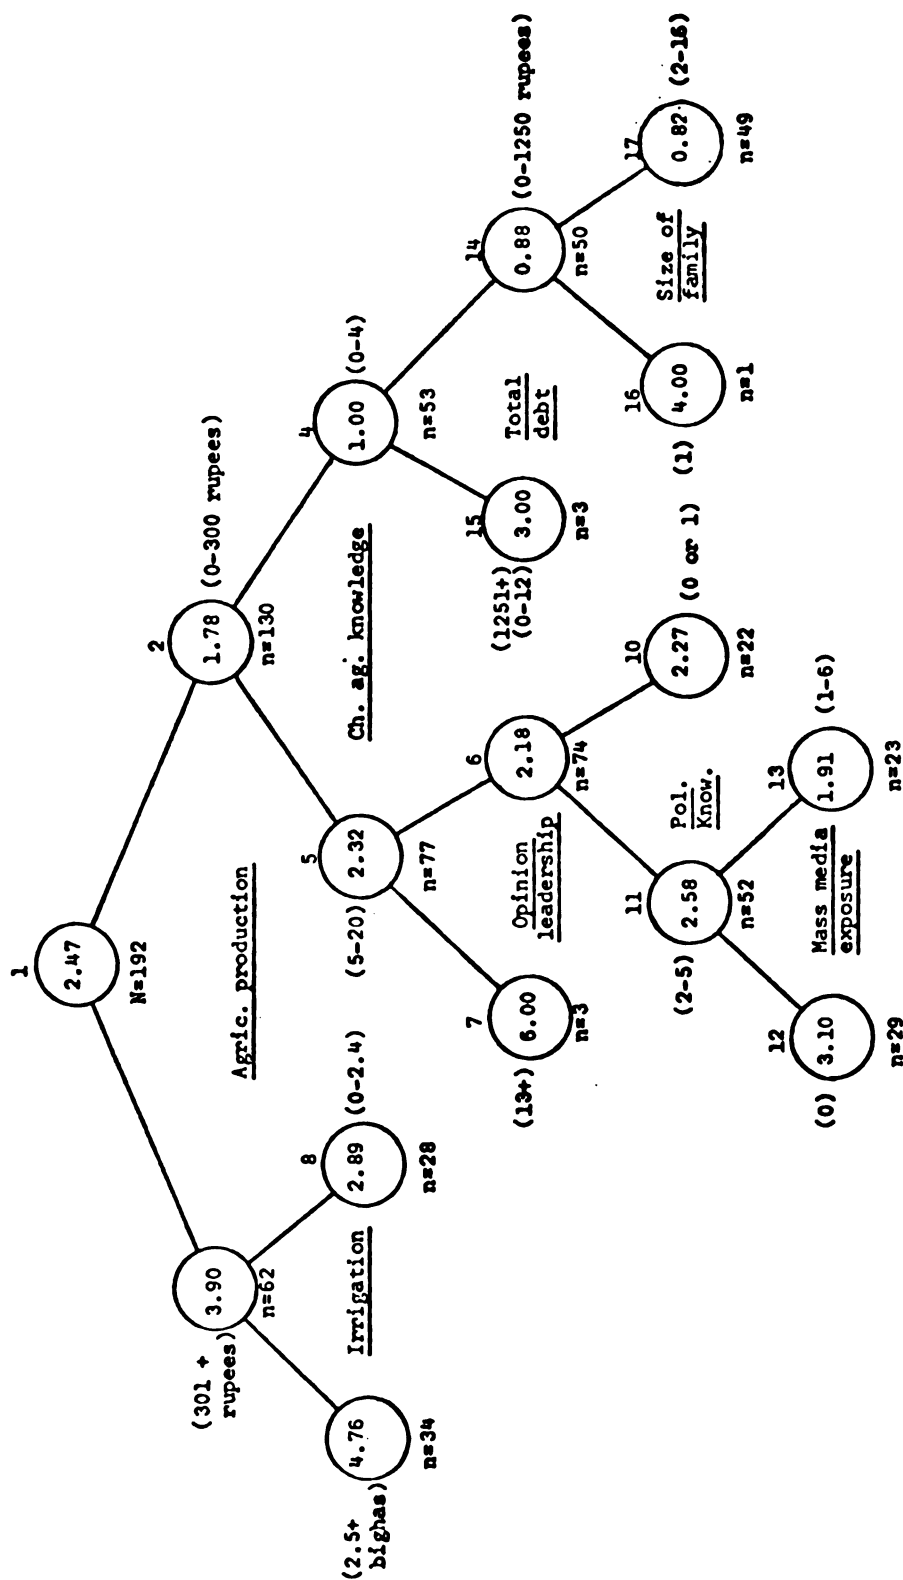 1
2.47
N=192
Agric. production
(301 +
rupees)
3.90
n=62
2
1.78
(0-300 rupees)
n=130
Irrigation
Ch. ag. knowledge
(2.5+
bighas)
4.76
n=34
8
2.89
(0-2.4)
n=28
5
(5-20)
2.32
n=77
4
1.00
(0-4)
n=53
Opinion
leadership
Total
debt
7
(13+)
6.00
n=3
6
2.18
n=74
15
(1251+)
(0-12)
3.00
n=3
14
0.88
(0-1250 rupees)
n=50
Pol.
Know.
Size of
family
11
(2-5)
2.58
n=52
10
2.27
(0 or 1)
n=22
16
(1)
4.00
n=1
17
0.82
(2-16)
n=49
Mass media
exposure
12
(0)
3.10
n=29
13
1.91
(1-6)
n=23